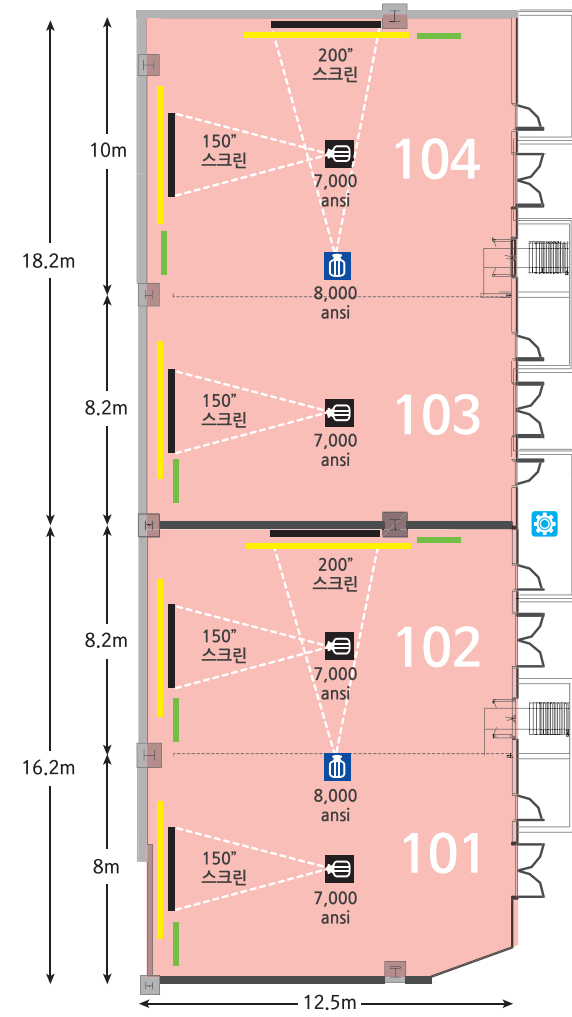 200”
스크린
104
10m
150”
스크린
7,000
ansi
18.2m
8,000
ansi
103
8.2m
150”
스크린
7,000
ansi
200”
스크린
102
8.2m
150”
스크린
7,000
ansi
16.2m
8,000
ansi
101
8m
150”
스크린
7,000
ansi
12.5m